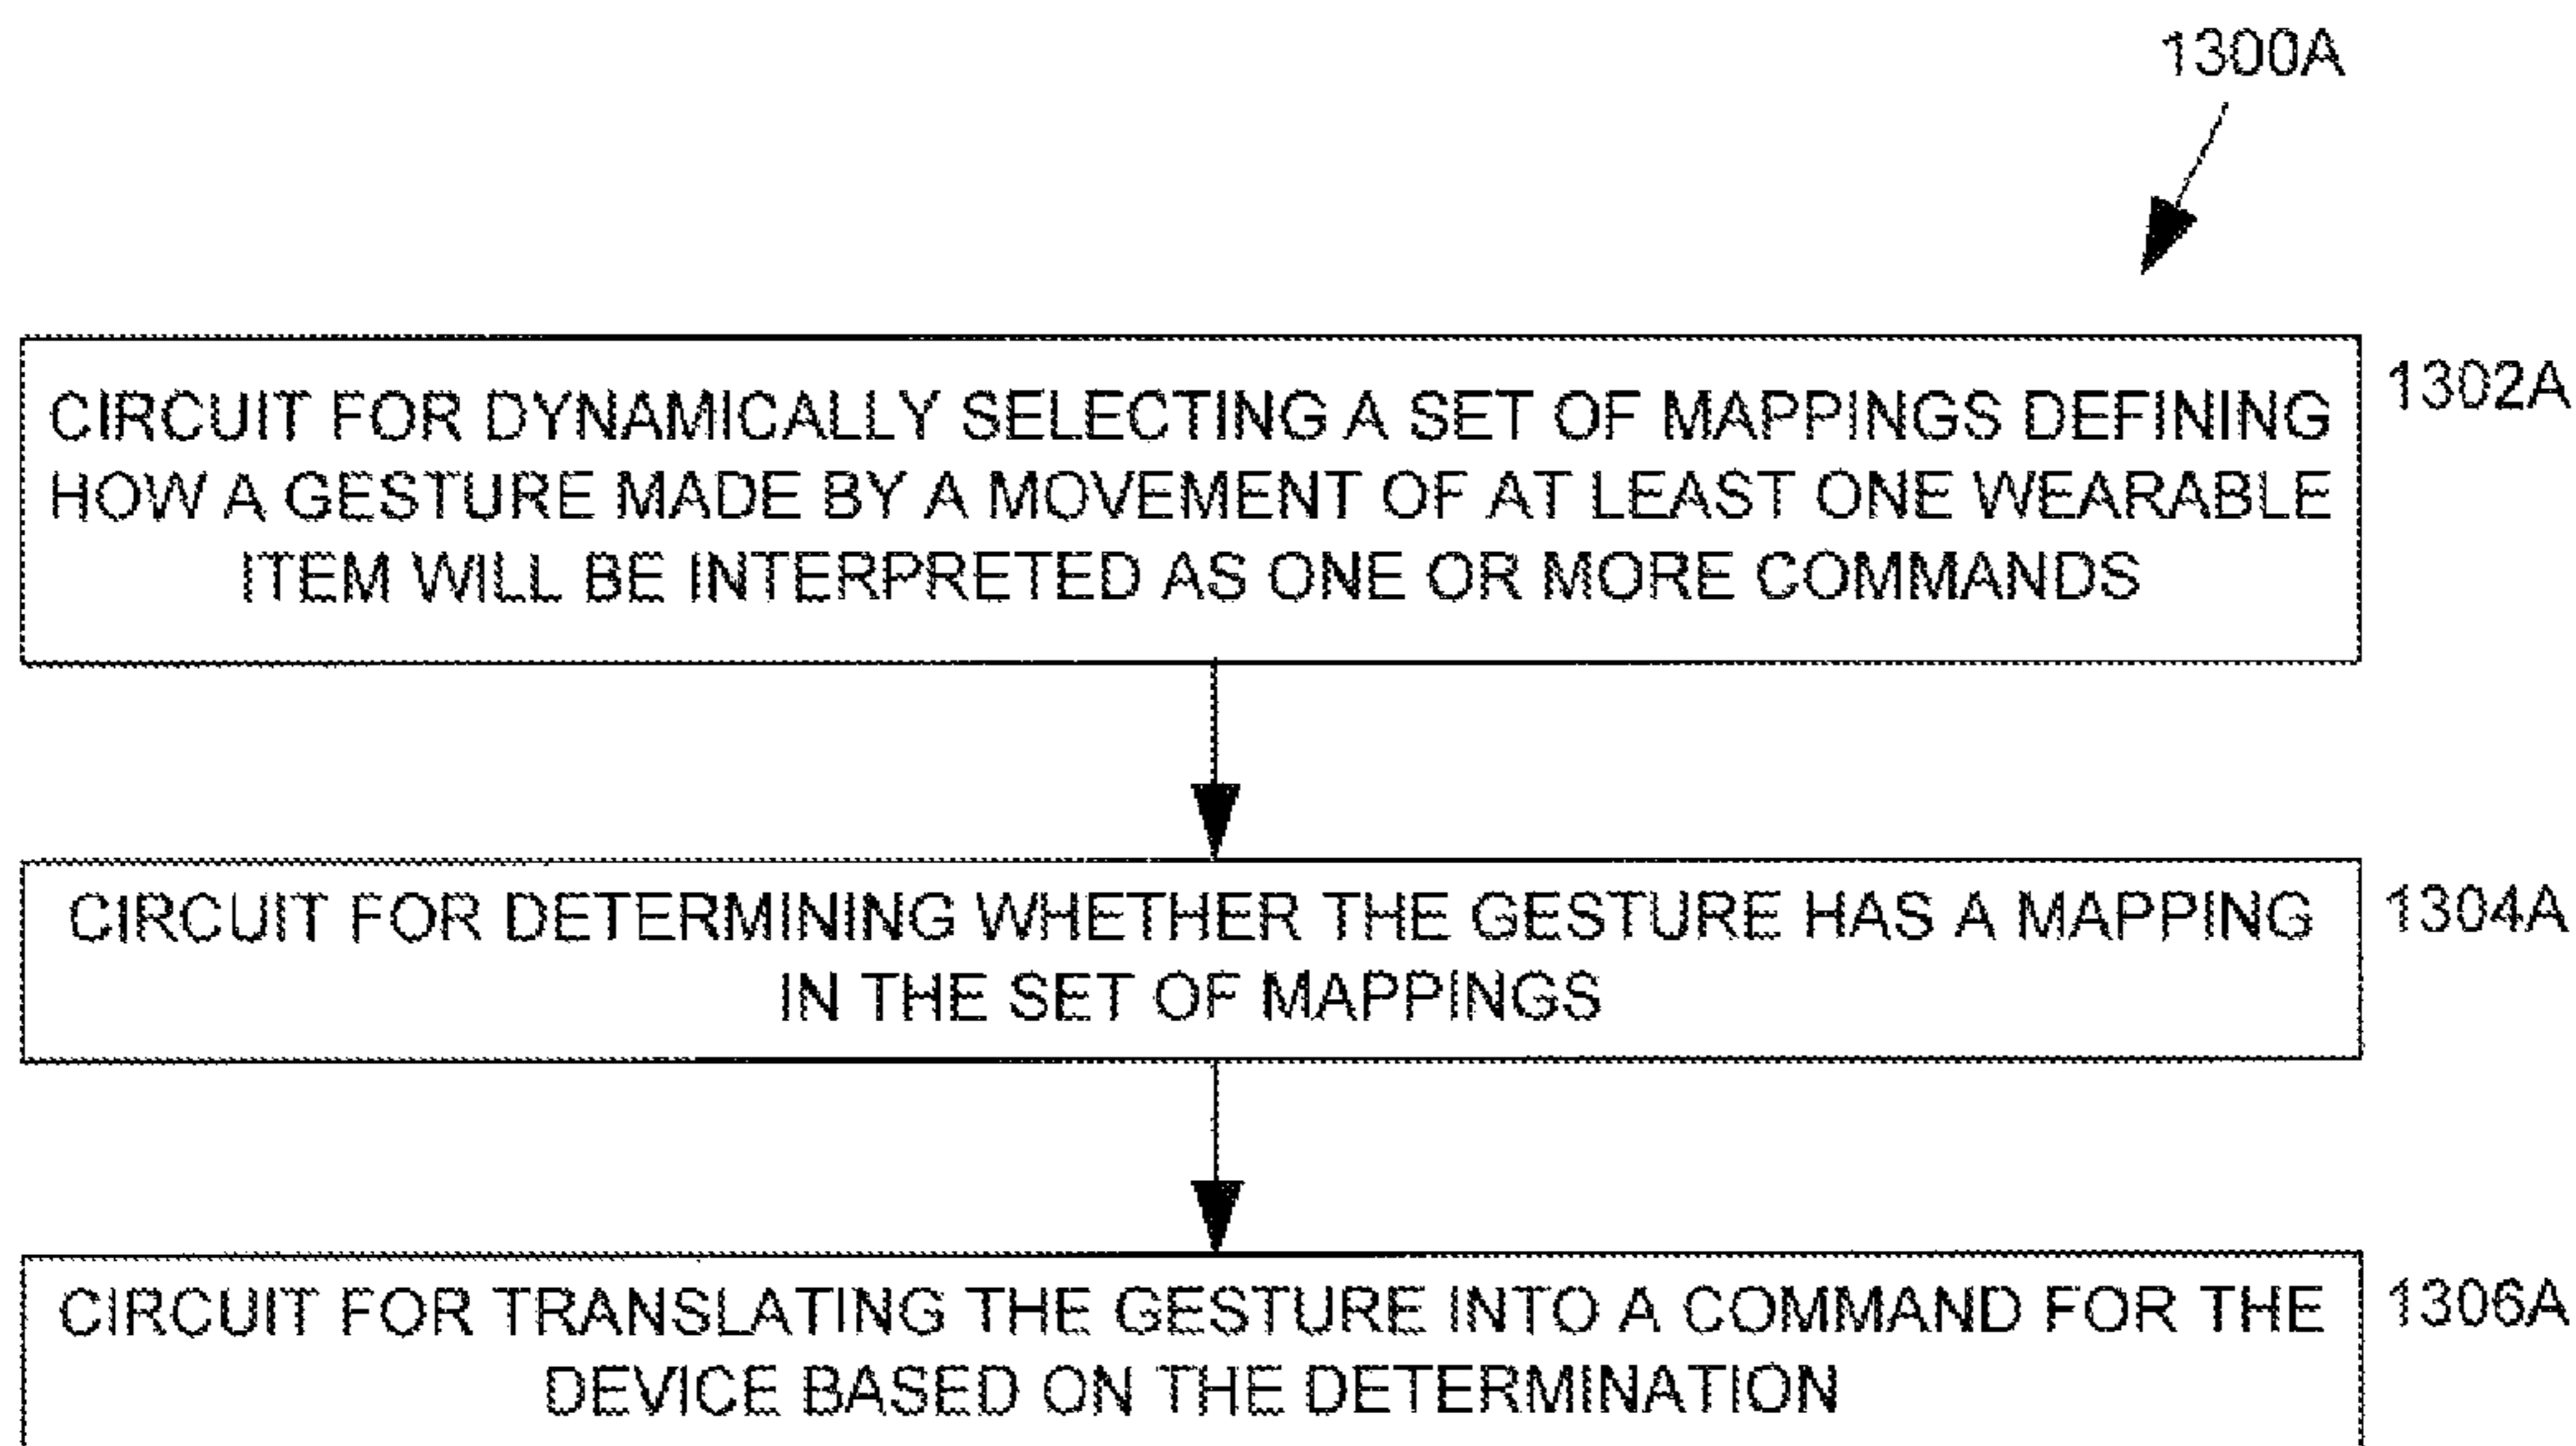 1300A
CIRCUIT FOR DYNAMICALLY SELECTING A SET OF MAPPINGS DEFINING
HOW A GESTURE MADE BY A MOVEMENT OF AT LEAST ONE WEARABLE
ITEM WILL BE INTERPRETED AS ONE OR MORE COMMANDS
1302A
CIRCUIT FOR DETERMINING WHETHER THE GESTURE HAS A MAPPING
IN THE SET OF MAPPINGS
1304A
CIRCUIT FOR TRANSLATING THE GESTURE INTO A COMMAND FOR THE
DEVICE BASED ON THE DETERMINATION
1306A